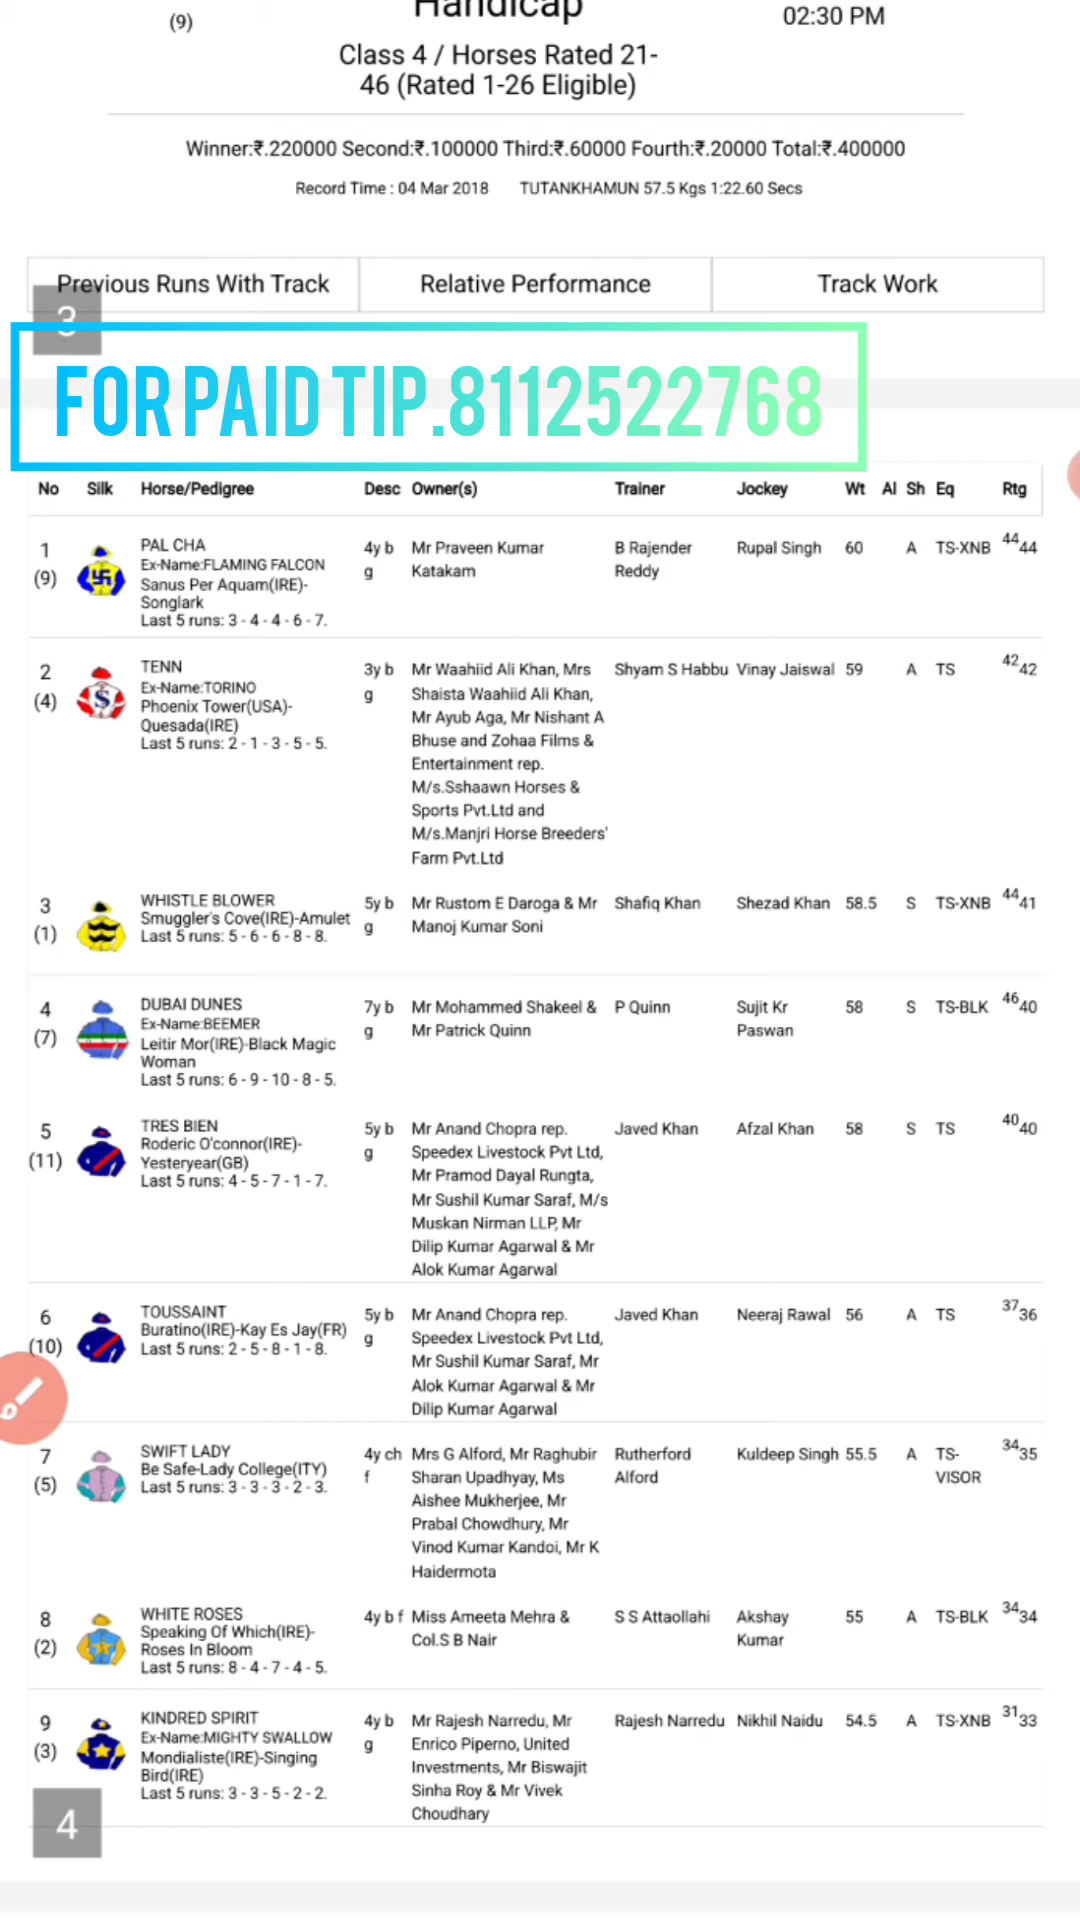 Handicap
(9)
02:30 PM
Class 4 / Horses Rated 21-
46 (Rated 1-26 Eligible)
Winner:₹.220000 Second:₹.100000 Third:₹.60000 Fourth:₹.20000 Total:₹.400000
Record Time : 04 Mar 2018 TUTANKHAMUN 57.5 Kgs 1:22.60 Secs
Previous Runs With Track Relative Performance Track Work
3
FOR PAID TIP.8112522768
No Silk Horse/Pedigree Desc Owner(s) Trainer Jockey Wt Al Sh Eq Rtg
1
(9)
PAL CHA
Ex-Name:FLAMING FALCON
Sanus Per Aquam(IRE)-
Songlark
Last 5 runs: 3 - 4 - 4 - 6 - 7.
4y b
g
Mr Praveen Kumar
Katakam
B Rajender
Reddy
Rupal Singh
60
A
TS-XNB
44 44
2
(4)
TENN
Ex-Name:TORINO
Phoenix Tower(USA)-
Quesada(IRE)
Last 5 runs: 2 - 1 - 3 - 5 - 5.
3y b
g
Mr Waahiid Ali Khan, Mrs
Shaista Waahiid Ali Khan,
Mr Ayub Aga, Mr Nishant A
Bhuse and Zohaa Films &
Entertainment rep.
M/s.Sshaawn Horses &
Sports Pvt.Ltd and
M/s.Manjri Horse Breeders'
Farm Pvt.Ltd
Shyam S Habbu
Vinay Jaiswal
59
A
TS
42 42
3
(1)
WHISTLE BLOWER
Smuggler's Cove(IRE)-Amulet
Last 5 runs: 5 - 6 - 6 - 8 - 8.
5y b
g
Mr Rustom E Daroga & Mr
Manoj Kumar Soni
Shafiq Khan
Shezad Khan
58.5
S
TS-XNB
44 41
4
(7)
DUBAI DUNES
Ex-Name:BEEMER
Leitir Mor(IRE)-Black Magic
Woman
Last 5 runs: 6 - 9 - 10 - 8 - 5.
7y b
g
Mr Mohammed Shakeel &
Mr Patrick Quinn
P Quinn
Sujit Kr
Paswan
58
S
TS-BLK
46 40
5
(11)
TRES BIEN
Roderic O'connor(IRE)-
Yesteryear(GB)
Last 5 runs: 4 - 5 - 7 - 1 - 7.
5y b
g
Mr Anand Chopra rep.
Speedex Livestock Pvt Ltd,
Mr Pramod Dayal Rungta,
Mr Sushil Kumar Saraf, M/s
Muskan Nirman LLP, Mr
Dilip Kumar Agarwal & Mr
Alok Kumar Agarwal
Javed Khan
Afzal Khan
58
S
TS
40 40
6
(10)
TOUSSAINT
Buratino(IRE)-Kay Es Jay(FR)
Last 5 runs: 2 - 5 - 8 - 1 - 8.
5y b
g
Mr Anand Chopra rep.
Speedex Livestock Pvt Ltd,
Mr Sushil Kumar Saraf, Mr
Alok Kumar Agarwal & Mr
Dilip Kumar Agarwal
Javed Khan
Neeraj Rawal
56
A
TS
37 36
7
(5)
SWIFT LADY
Be Safe-Lady College(ITY)
Last 5 runs: 3 - 3 - 3 - 2 - 3.
4y ch
f
Mrs G Alford, Mr Raghubir
Sharan Upadhyay, Ms
Aishee Mukherjee, Mr
Prabal Chowdhury, Mr
Vinod Kumar Kandoi, Mr K
Haidermota
Rutherford
Alford
Kuldeep Singh
55.5
A
TS-
VISOR
34 35
8
(2)
WHITE ROSES
Speaking Of Which(IRE)-
Roses In Bloom
Last 5 runs: 8 - 4 - 7 - 4 - 5.
4y b f
Miss Ameeta Mehra &
Col.S B Nair
S S Attaollahi
Akshay
Kumar
55
A
TS-BLK
34 34
9
(3)
KINDRED SPIRIT
Ex-Name:MIGHTY SWALLOW
Mondialiste(IRE)-Singing
Bird(IRE)
Last 5 runs: 3 - 3 - 5 - 2 - 2.
4y b
g
Mr Rajesh Narredu, Mr
Enrico Piperno, United
Investments, Mr Biswajit
Sinha Roy & Mr Vivek
Choudhary
Rajesh Narredu
Nikhil Naidu
54.5
A
TS-XNB
31 33
4